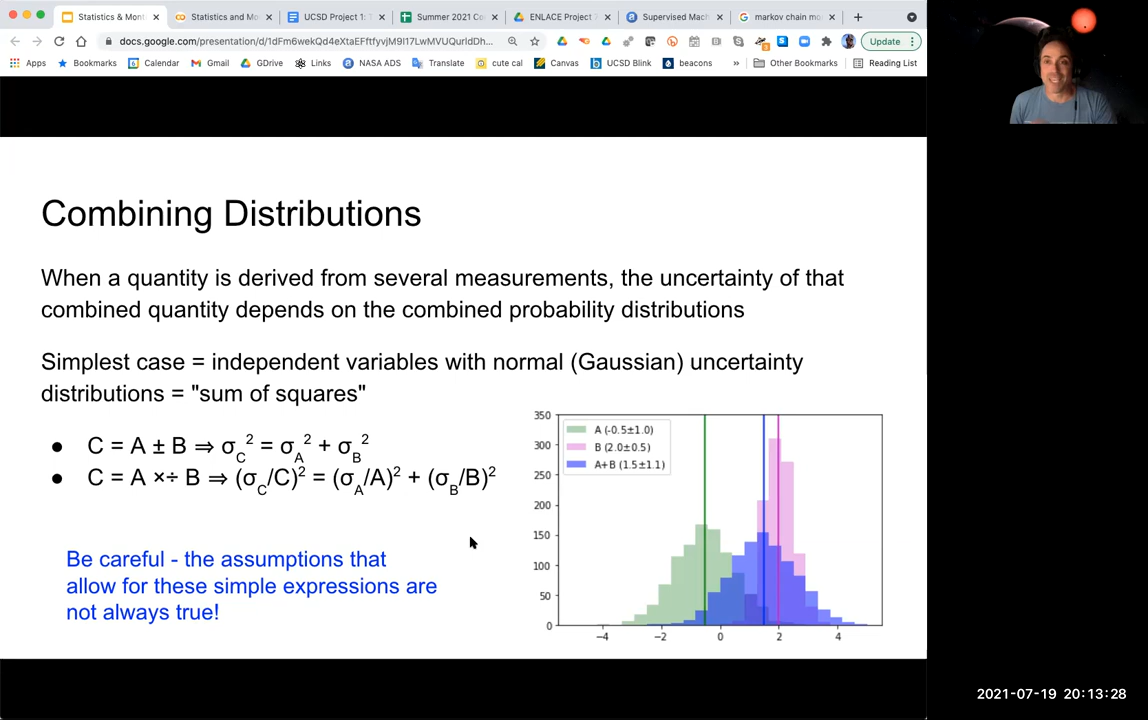 Statistics & Mont
Statistics and Mo
UCSD Project 1: T
Summer 2021 Co
ENLACE Project
Supervised Mach
markov chain mo
docs.google.com/presentation/d/1dFm6wekQd4eXtaEFftfyvjM9I17LwMVUQurldDh...
Update
Apps
Bookmarks
Calendar
Gmail
GDrive
Links
NASA ADS
Translate
cute cal
Canvas
UCSD Blink
beacons
»
Other Bookmarks
Reading List
Combining Distributions
When a quantity is derived from several measurements, the uncertainty of that
combined quantity depends on the combined probability distributions
Simplest case = independent variables with normal (Gaussian) uncertainty
distributions = "sum of squares"
● C = A ± B ⇒ σC² = σA² + σB²
● C = A ×÷ B ⇒ (σC/C)² = (σA/A)² + (σB/B)²
Be careful - the assumptions that
allow for these simple expressions are
not always true!
A (-0.5±1.0)
B (2.0±0.5)
A+B (1.5±1.1)
350
300
250
200
150
100
50
0
−4 −2 0 2 4
2021-07-19 20:13:28